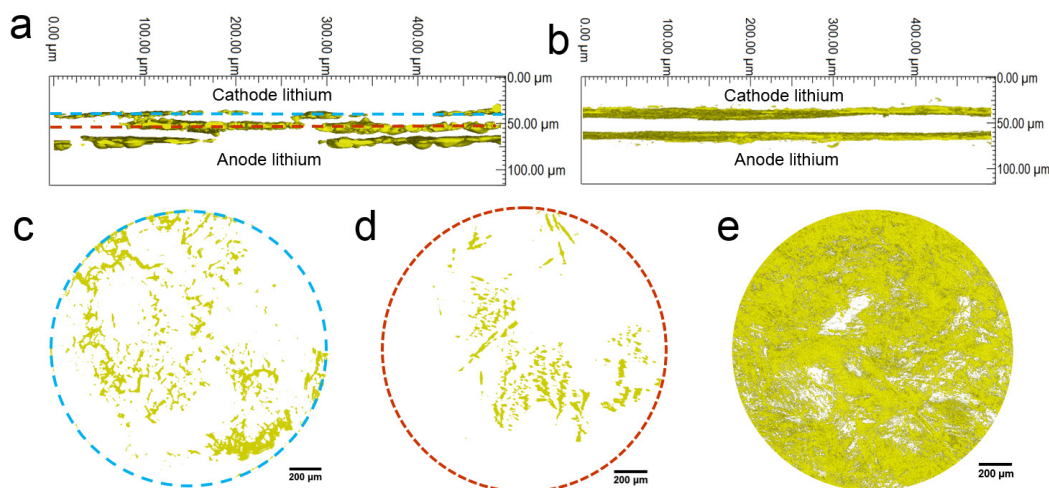 a
0.00 µm
100.00 µm
200.00 µm
300.00 µm
400.00 µm
0.00 µm
Cathode lithium
50.00 µm
Anode lithium
100.00 µm
b
0.00 µm
100.00 µm
200.00 µm
300.00 µm
400.00 µm
0.00 µm
Cathode lithium
50.00 µm
Anode lithium
100.00 µm
c
200 µm
d
200 µm
e
200 µm